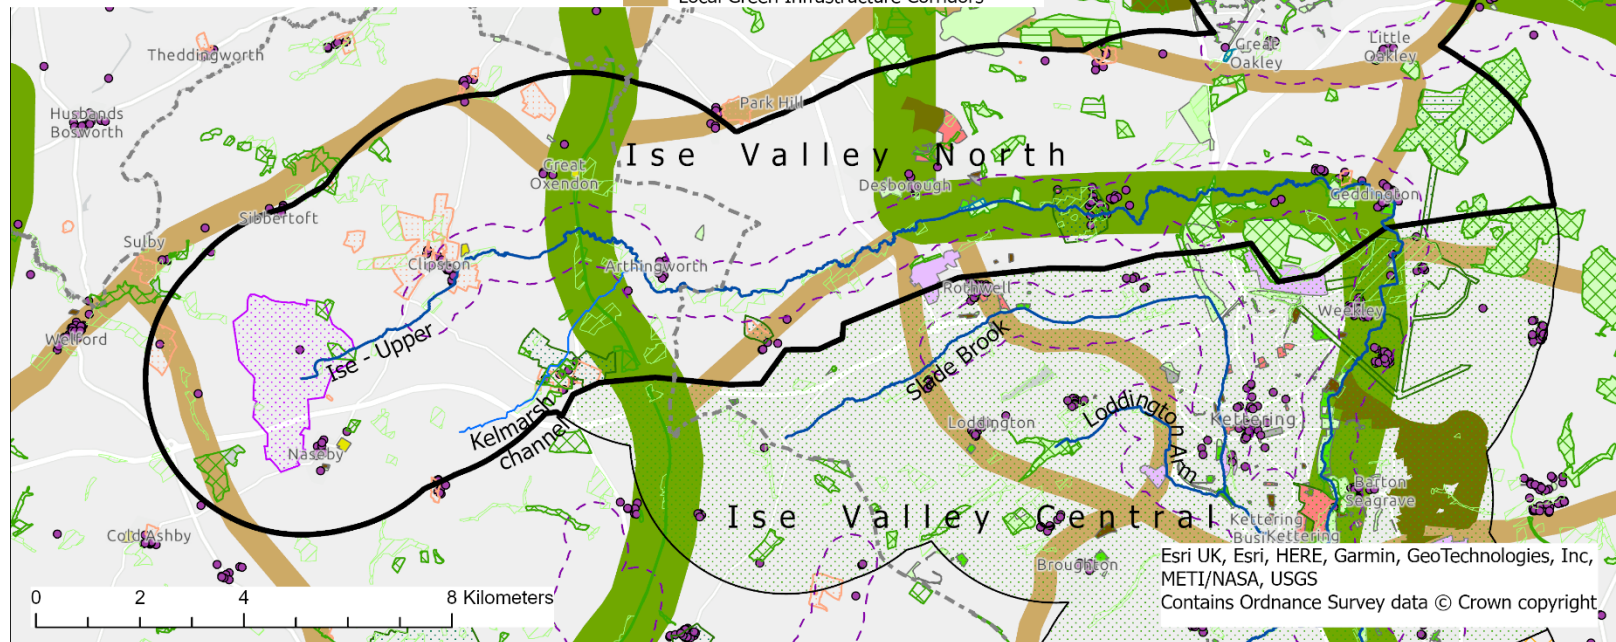 Local Green Infrastructure Corridors
Theddingworth
Great
Oakley
Little
Oakley
Husbands
Bosworth
Park Hill
Ise Valley North
Great
Oxendon
Desborough
Geddington
Sibbertoft
Sulby
Clipston
Arthingworth
Rothwell
Weekley
Welford
Ise - Upper
Slade Brook
Kelmarsh
channel
Loddington
Loddington Arm
Kettering
Naseby
Barton
Seagrave
Ise Valley Central
Cold Ashby
Kettering
Busi
Kettering
Broughton
Esri UK, Esri, HERE, Garmin, GeoTechnologies, Inc,
METI/NASA, USGS
Contains Ordnance Survey data © Crown copyright
0 2 4 8 Kilometers